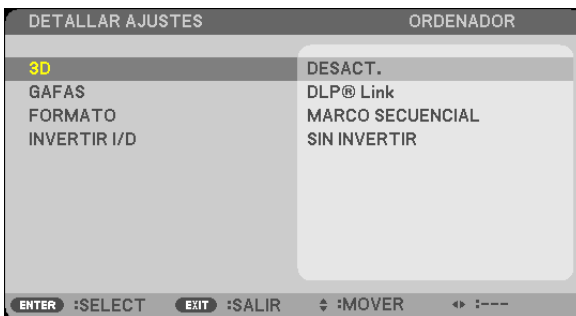 DETALLAR AJUSTES ORDENADOR
3D DESACT.
GAFAS DLP® Link
FORMATO MARCO SECUENCIAL
INVERTIR I/D SIN INVERTIR
ENTER :SELECT EXIT :SALIR :MOVER :---